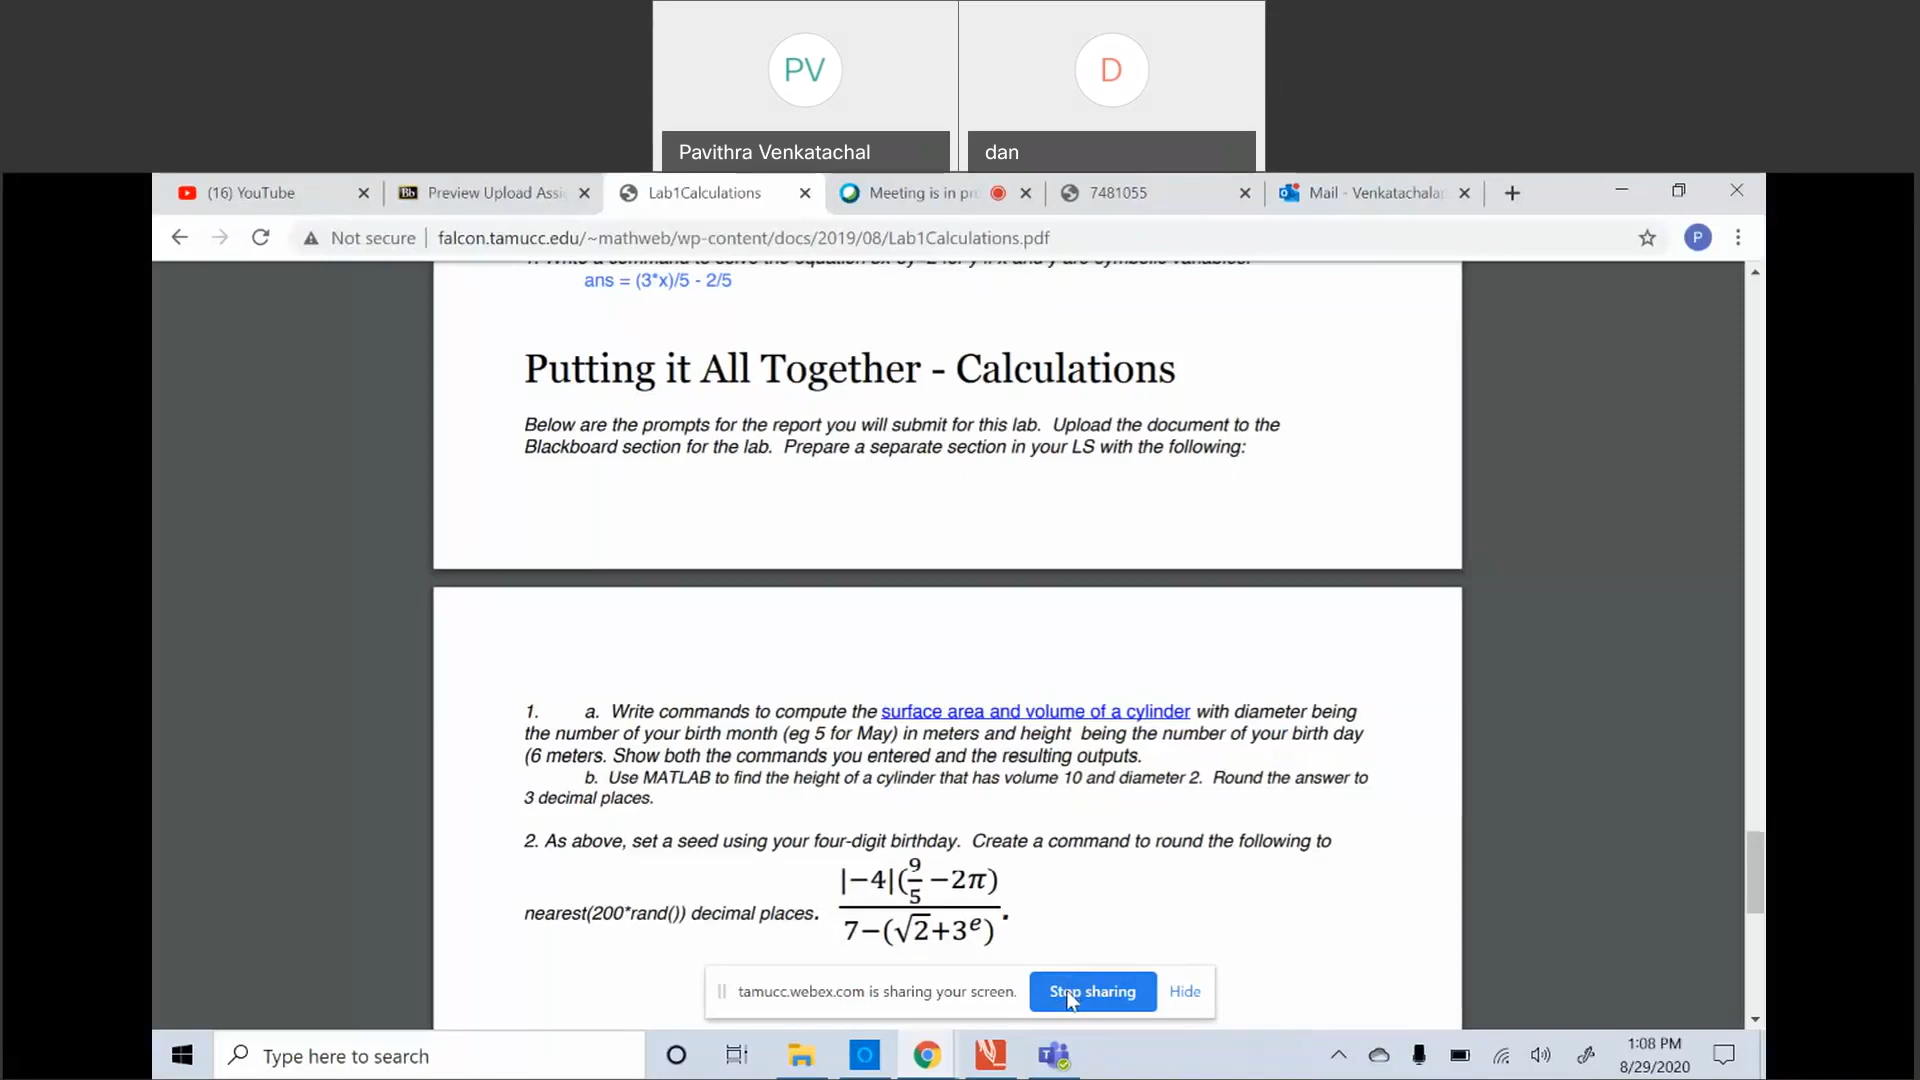 PV
D
Pavithra Venkatachal
dan
(16) YouTube
Preview Upload Assi
Lab1Calculations
Meeting is in pr
7481055
Mail - Venkatachala
Not secure
falcon.tamucc.edu/~mathweb/wp-content/docs/2019/08/Lab1Calculations.pdf
P
ans = (3*x)/5 - 2/5
Putting it All Together - Calculations
Below are the prompts for the report you will submit for this lab. Upload the document to the
Blackboard section for the lab. Prepare a separate section in your LS with the following:
1. a. Write commands to compute the surface area and volume of a cylinder with diameter being
the number of your birth month (eg 5 for May) in meters and height being the number of your birth day
(6 meters. Show both the commands you entered and the resulting outputs.
b. Use MATLAB to find the height of a cylinder that has volume 10 and diameter 2. Round the answer to
3 decimal places.
2. As above, set a seed using your four-digit birthday. Create a command to round the following to
nearest(200*rand()) decimal places.
|−4|(9/5 −2π)
7−(√2+3^e)
.
tamucc.webex.com is sharing your screen.
Stop sharing
Hide
Type here to search
1:08 PM
8/29/2020